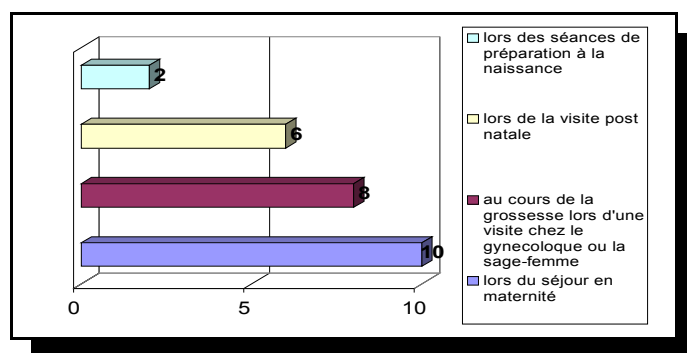 2
6
8
10
0 5 10
lors des séances de
préparation à la
naissance
lors de la visite post
natale
au cours de la
grossesse lors d'une
visite chez le
gynecoloque ou la
sage-femme
lors du séjour en
maternité